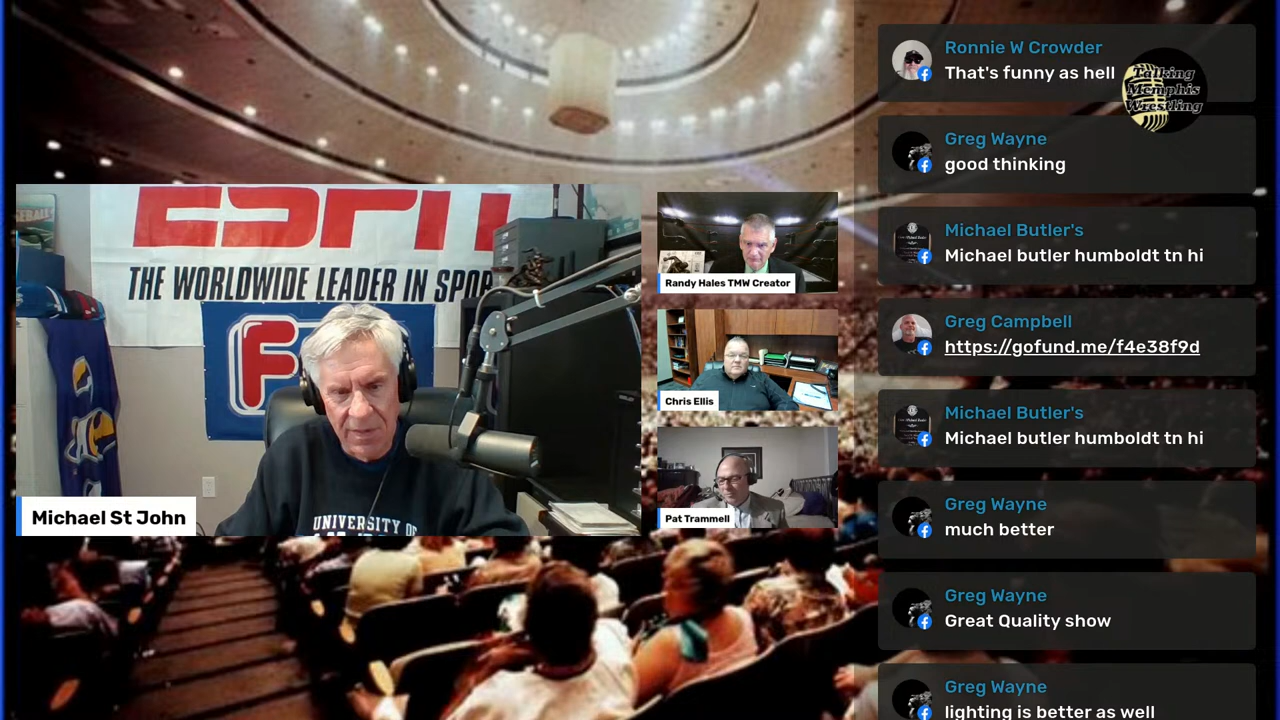 ESPN
THE WORLDWIDE LEADER IN SPOR
BASEBALL
F
UNIVERSITY OF
Michael St John
Randy Hales TMW Creator
Chris Ellis
Pat Trammell
Talking
Memphis
Wrestling
Ronnie W Crowder
That's funny as hell
Greg Wayne
good thinking
Michael Butler's
Michael butler humboldt tn hi
Greg Campbell
https://gofund.me/f4e38f9d
Michael Butler's
Michael butler humboldt tn hi
Greg Wayne
much better
Greg Wayne
Great Quality show
Greg Wayne
lighting is better as well